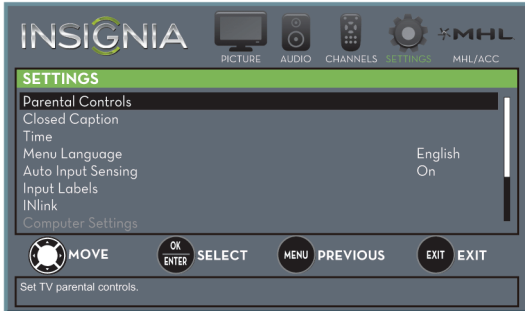 INSIGNIA
MHL
PICTURE AUDIO CHANNELS SETTINGS MHL/ACC
SETTINGS
Parental Controls
Closed Caption
Time
Menu Language English
Auto Input Sensing On
Input Labels
INlink
Computer Settings
MOVE OK ENTER SELECT MENU PREVIOUS EXIT EXIT
Set TV parental controls.